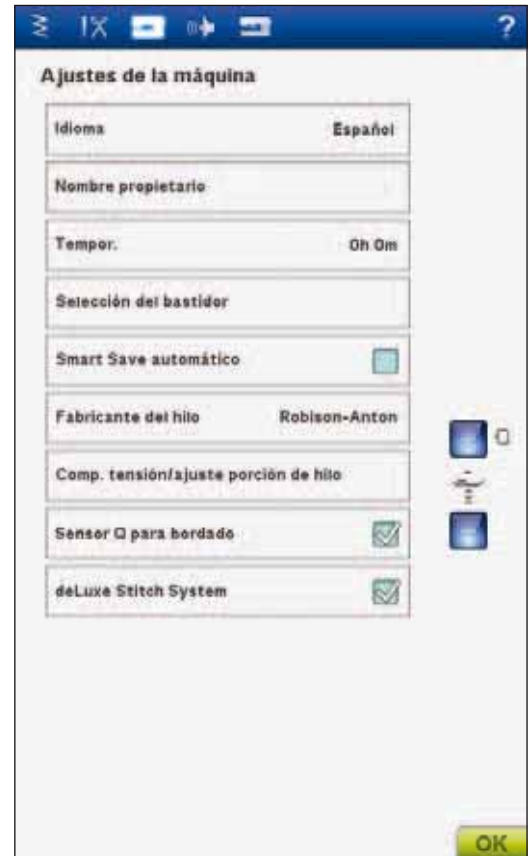 1X
?
Ajustes de la máquina
Idioma Español
Nombre propietario
Tempor. 0h 0m
Selección del bastidor
Smart Save automático
Fabricante del hilo Robison-Anton
Comp. tensión/ajuste porción de hilo
Sensor Q para bordado
deLuxe Stitch System
OK